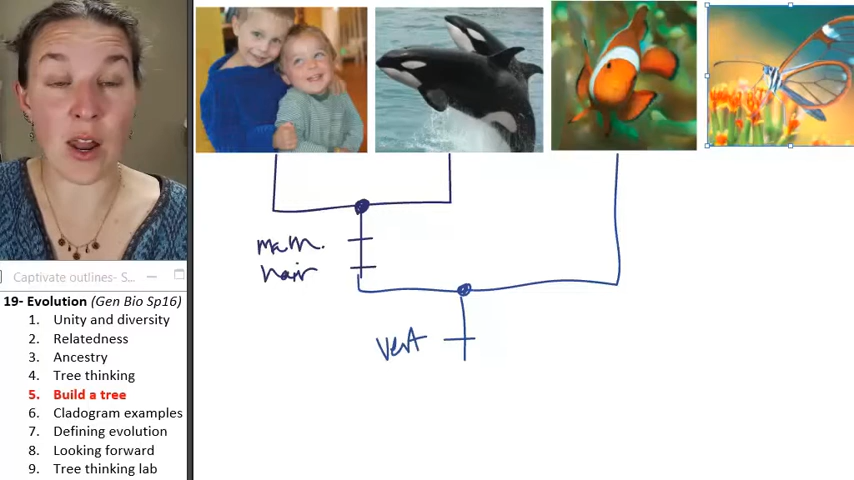 mam.
hair
vert
Captivate outlines- S...
19- Evolution (Gen Bio Sp16)
1. Unity and diversity
2. Relatedness
3. Ancestry
4. Tree thinking
5. Build a tree
6. Cladogram examples
7. Defining evolution
8. Looking forward
9. Tree thinking lab